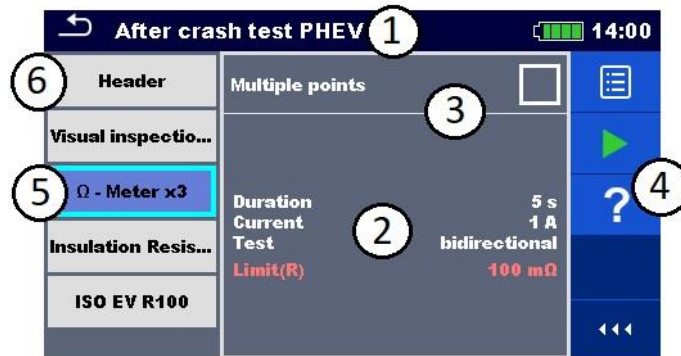 After crash test PHEV 1 14:00
6 Header
Multiple points
3
Visual inspectio...
5 Ω - Meter x3
4
?
Duration 5 s
Current 1 A
2
Test bidirectional
Insulation Resis...
Limit(R) 100 mΩ
ISO EV R100